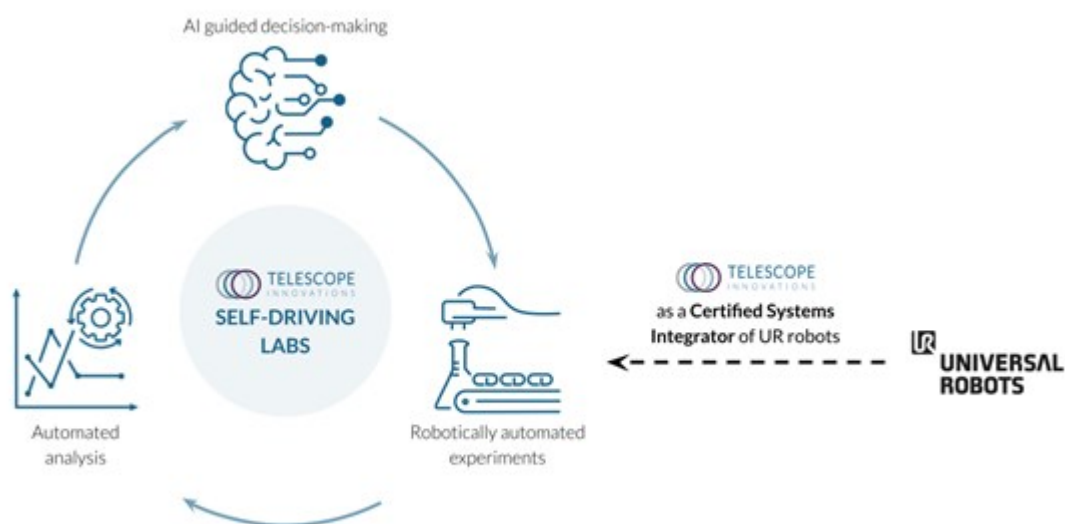 AI guided decision-making
TELESCOPE
INNOVATIONS
SELF-DRIVING
LABS
Automated
analysis
Robotically automated
experiments
TELESCOPE
INNOVATIONS
as a Certified Systems
Integrator of UR robots
UR
UNIVERSAL
ROBOTS